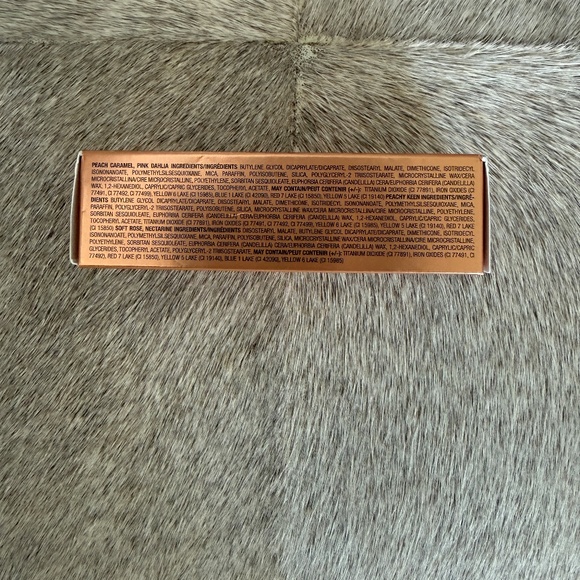 PEACH CARAMEL, PINK DAHLIA INGREDIENTS/INGRÉDIENTS BUTYLENE GLYCOL DICAPRYLATE/DICAPRATE, DIISOSTEARYL MALATE, DIMETHICONE, ISOTRIDECYL
ISONONANOATE, POLYMETHYLSILSESQUIOXANE, MICA, PARAFFIN, POLYISOBUTENE, SILICA, POLYGLYCERYL-2 TRIISOSTEARATE, MICROCRYSTALLINE WAX/CERA
MICROCRISTALLINA/CIRE MICROCRISTALLINE, POLYETHYLENE, SORBITAN SESQUIOLEATE, EUPHORBIA CERIFERA (CANDELILLA) CERA/EUPHORBIA CERIFERA (CANDELILLA)
WAX, 1,2-HEXANEDIOL, CAPRYLIC/CAPRIC GLYCERIDES, TOCOPHERYL ACETATE, MAY CONTAIN/PEUT CONTENIR (+/-): TITANIUM DIOXIDE (CI 77891), IRON OXIDES (CI
77491, CI 77492, CI 77499), YELLOW 6 LAKE (CI 15985), BLUE 1 LAKE (CI 42090), YELLOW 5 LAKE (CI 19140) PEACHY KEEN INGREDIENTS/INGRÉ-
DIENTS BUTYLENE GLYCOL DICAPRYLATE/DICAPRATE, DIISOSTEARYL MALATE, DIMETHICONE, ISOTRIDECYL ISONONANOATE, POLYMETHYLSILSESQUIOXANE, MICA,
PARAFFIN, POLYGLYCERYL-2 TRIISOSTEARATE, POLYISOBUTENE, SILICA, MICROCRYSTALLINE WAX/CERA MICROCRISTALLINA/CIRE MICROCRISTALLINE, POLYETHYLENE,
SORBITAN SESQUIOLEATE, EUPHORBIA CERIFERA (CANDELILLA) CERA/EUPHORBIA CERIFERA (CANDELILLA) WAX, 1,2-HEXANEDIOL, CAPRYLIC/CAPRIC GLYCERIDES,
TOCOPHERYL ACETATE, TITANIUM DIOXIDE (CI 77891), IRON OXIDES (CI 77491, CI 77492, CI 77499), YELLOW 5 LAKE (CI 19140), RED 7 LAKE
(CI 15850) SOFT ROSE, NECTARINE INGREDIENTS/INGRÉDIENTS DIISOSTEARYL MALATE, BUTYLENE GLYCOL DICAPRYLATE/DICAPRATE, DIMETHICONE, ISOTRIDECYL
ISONONANOATE, POLYMETHYLSILSESQUIOXANE, MICA, PARAFFIN, POLYGLYCERYL-2 TRIISOSTEARATE, POLYISOBUTENE, SILICA, MICROCRYSTALLINE WAX/CERA MICROCRISTALLINA/CIRE MICROCRISTALLINE,
POLYETHYLENE, SORBITAN SESQUIOLEATE, EUPHORBIA CERIFERA (CANDELILLA) CERA/EUPHORBIA CERIFERA (CANDELILLA) WAX, 1,2-HEXANEDIOL, CAPRYLIC/CAPRIC
GLYCERIDES, TOCOPHERYL ACETATE, MAY CONTAIN/PEUT CONTENIR (+/-): TITANIUM DIOXIDE (CI 77891), IRON OXIDES (CI 77491, CI
77492), RED 7 LAKE (CI 15850), YELLOW 5 LAKE (CI 19140), BLUE 1 LAKE (CI 42090), YELLOW 6 LAKE (CI 15985)